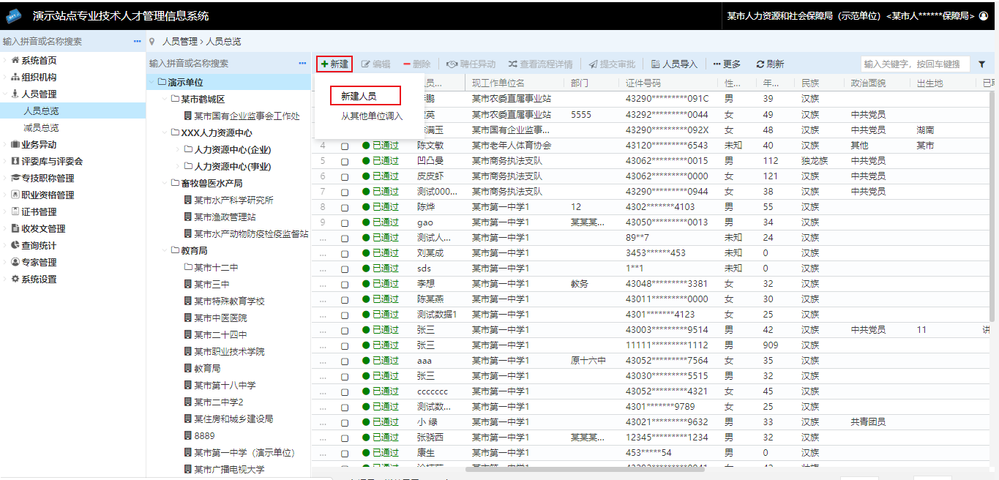 演示站点专业技术人才管理信息系统
某市人力资源和社会保障局（示范单位）<某市人******保障局>
输入拼音或名称搜索
系统首页
组织机构
人员管理
人员总览
减员总览
业务异动
评委库与评委会
专技职称管理
职业资格管理
证书管理
收发文管理
查询统计
专家管理
系统设置
人员管理 > 人员总览
输入拼音或名称搜索
演示单位
某市鹤城区
某市国有企业监事会工作处
XXX人力资源中心
人力资源中心(企业)
人力资源中心(事业)
畜牧兽医水产局
某市水产科学研究所
某市渔政管理站
某市水产动物防疫检疫监督站
教育局
某市十二中
某市三中
某市特殊教育学校
某市中医医院
某市二十四中
某市职业技术学院
教育局
某市第十八中学
某市二中学2
某住房和城乡建设局
8889
某市第一中学（演示单位）
某市广播电视大学
新建 编辑 删除 聘任异动 查看流程详情 提交审批 人员导入 更多 刷新 输入关键字，按回车键搜
新建人员
从其他单位调入
员... 现工作单位名 部门 证件号码 性... 年... 民族 政治面貌 出生地
鹏 某市农委直属事业站 43290*********091C 男 39 汉族
英 某市农委直属事业站 5555 43292*********0044 女 49 汉族 中共党员
满玉 某市国有企业监事... 43290*********092X 女 48 汉族 中共党员 湖南
4 已通过 陈文敏 某市老年人体育协会 43120*********6543 未知 40 汉族 其他 某市
5 已通过 凹凸曼 某市商务执法支队 43062*********0015 男 112 独龙族 中共党员
6 已通过 皮皮虾 某市商务执法支队 43062*********0000 女 121 汉族 中共党员
7 已通过 测试000... 某市商务执法支队 43290*********0944 女 38 汉族 中共党员
8 已通过 陈烨 某市第一中学1 12 4302*******4103 男 55 汉族
9 已通过 gao 某市第一中学1 某某某... 43050*********0013 男 34 汉族
... 已通过 测试人... 某市第一中学1 89**7 未知 24 汉族
... 已通过 刘某成 某市第一中学1 3453******453 未知 0 汉族
... 已通过 sds 某市第一中学1 1**1 未知 0 汉族
... 已通过 李想 某市第一中学1 教务 43048*********3381 女 32 汉族
... 已通过 陈某燕 某市第一中学1 43011*********0000 女 30 汉族
... 已通过 测试数据1 某市第一中学1 4301*******4123 女 25 汉族
... 已通过 张三 某市第一中学1 43003*********9514 男 42 汉族 中共党员 11 讲
... 已通过 张三 某市第一中学1 11111*********1112 男 909 汉族
... 已通过 aaa 某市第一中学1 原十六中 43052*********7564 女 35 汉族
... 已通过 张三 某市第一中学1 43030*********5515 男 32 汉族
... 已通过 ccccccc 某市第一中学1 43052*********4321 女 45 汉族
... 已通过 测试数... 某市第一中学1 4301*******9789 女 25 汉族
... 已通过 小 绿 某市第一中学1 43021*********9632 男 33 汉族 共青团员
... 已通过 张骁西 某市第一中学1 某某某... 12345*********1234 男 32 汉族
... 已通过 康生 某市第一中学1 453*****54 男 0 汉族